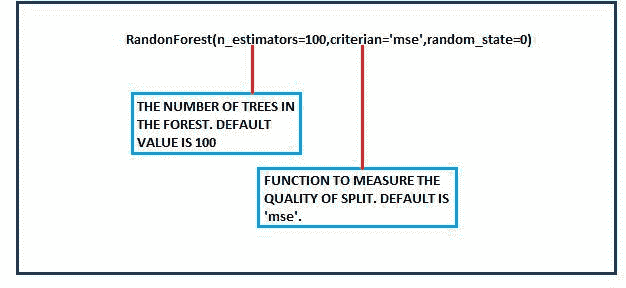 RandonForest(n_estimators=100,criterian='mse',random_state=0)
THE NUMBER OF TREES IN
THE FOREST. DEFAULT
VALUE IS 100
FUNCTION TO MEASURE THE
QUALITY OF SPLIT. DEFAULT IS
'mse'.